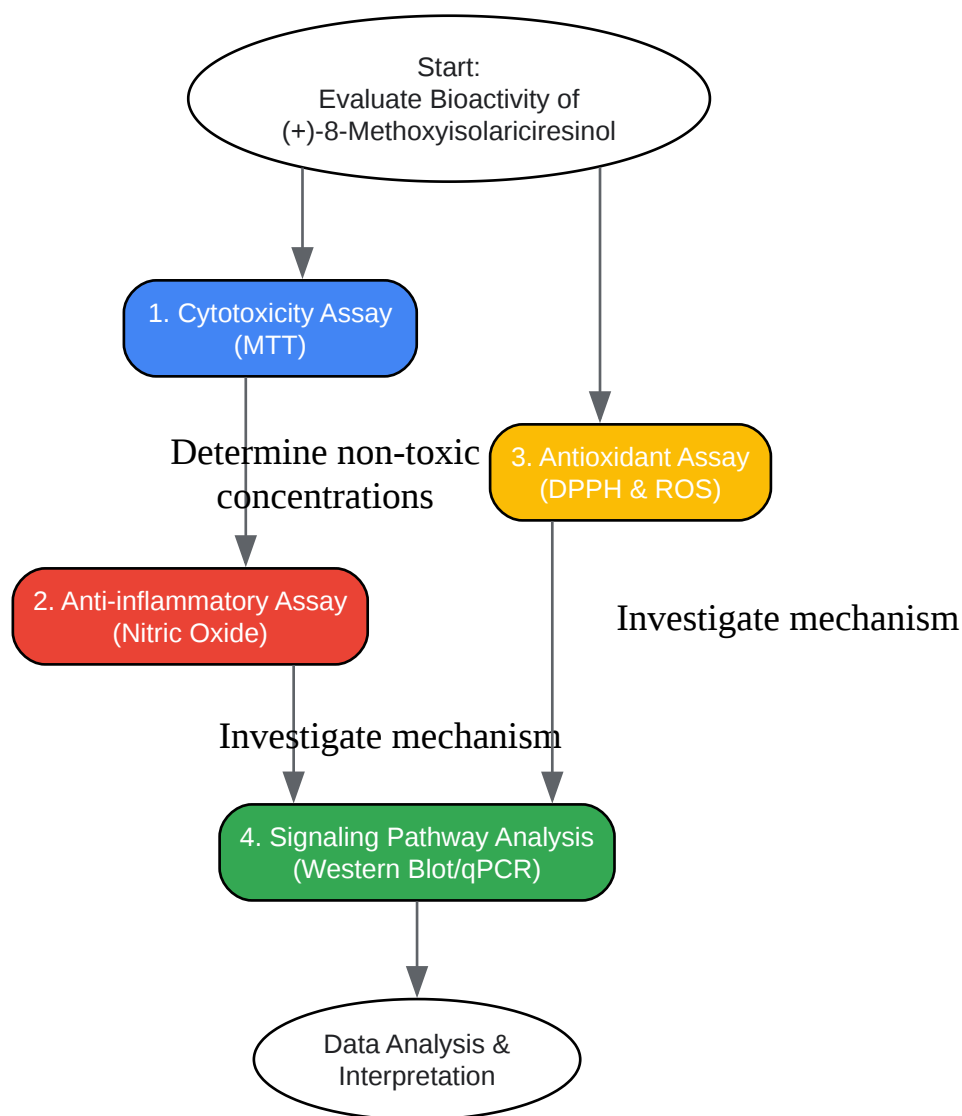 Start:
Evaluate Bioactivity of
(+)-8-Methoxyisolariciresinol
1. Cytotoxicity Assay
(MTT)
Determine non-toxic
concentrations
3. Antioxidant Assay
(DPPH & ROS)
2. Anti-inflammatory Assay
(Nitric Oxide)
Investigate mechanism
Investigate mechanism
4. Signaling Pathway Analysis
(Western Blot/qPCR)
Data Analysis &
Interpretation